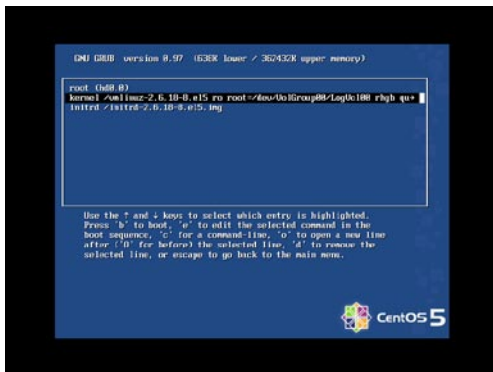 GNU GRUB version 0.97 (638K lower / 362432K upper memory)
root (hd0,0)
kernel /vmlinuz-2.6.18-8.el5 ro root=/dev/VolGroup00/LogVol00 rhgb qu+
initrd /initrd-2.6.18-8.el5.img
Use the ↑ and ↓ keys to select which entry is highlighted.
Press 'b' to boot, 'e' to edit the selected command in the
boot sequence, 'c' for a command-line, 'o' to open a new line
after ('O' for before) the selected line, 'd' to remove the
selected line, or escape to go back to the main menu.
CentOS 5